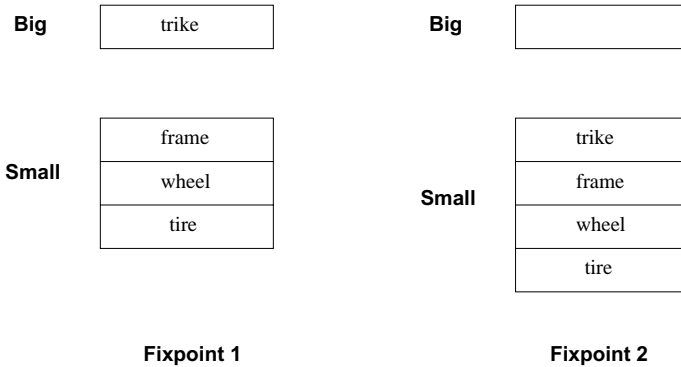 Big
trike
Small
frame
wheel
tire
Fixpoint 1
Big
Small
trike
frame
wheel
tire
Fixpoint 2